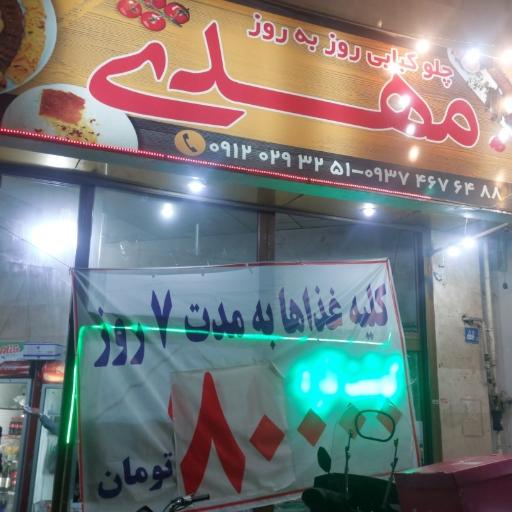 چلو کبابی روز به روز
مهدی
۰۹۱۲ ۰۲۹ ۳۲ ۵۱-۰۹۳۷ ۴۶۷ ۶۴ ۸۸
کلیه غذاها به مدت ۷ روز
۸۰۰۰۰۰
تومان